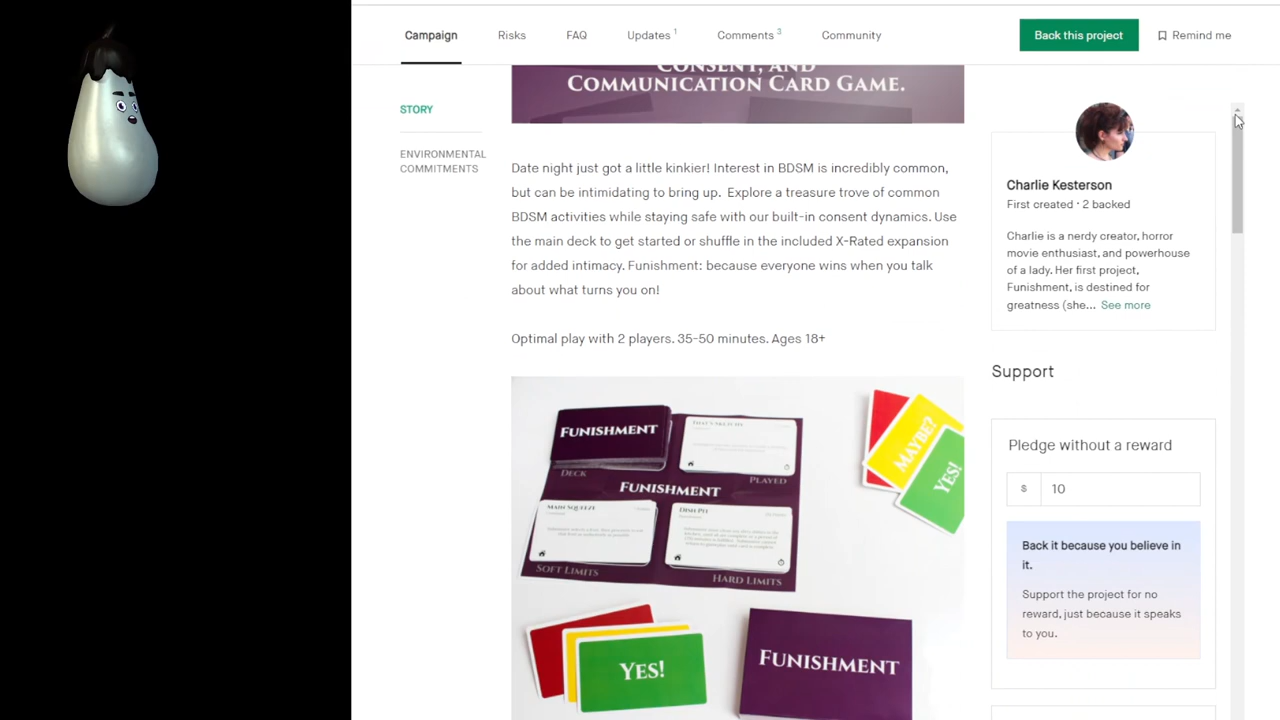 Campaign Risks FAQ Updates 1 Comments 3 Community Back this project Remind me
CONSENT, AND
COMMUNICATION CARD GAME.
STORY
ENVIRONMENTAL
COMMITMENTS
Date night just got a little kinkier! Interest in BDSM is incredibly common,
but can be intimidating to bring up. Explore a treasure trove of common
BDSM activities while staying safe with our built-in consent dynamics. Use
the main deck to get started or shuffle in the included X-Rated expansion
for added intimacy. Funishment: because everyone wins when you talk
about what turns you on!
Optimal play with 2 players. 35-50 minutes. Ages 18+
FUNISHMENT
DECK
THAT'S SKETCHY
PLAYED
FUNISHMENT
MAIN SQUEEZE
SOFT LIMITS
DISH PIT
HARD LIMITS
MAYBE?
YES!
YES!
FUNISHMENT
Charlie Kesterson
First created · 2 backed
Charlie is a nerdy creator, horror
movie enthusiast, and powerhouse
of a lady. Her first project,
Funishment, is destined for
greatness (she... See more
Support
Pledge without a reward
$ 10
Back it because you believe in
it.
Support the project for no
reward, just because it speaks
to you.